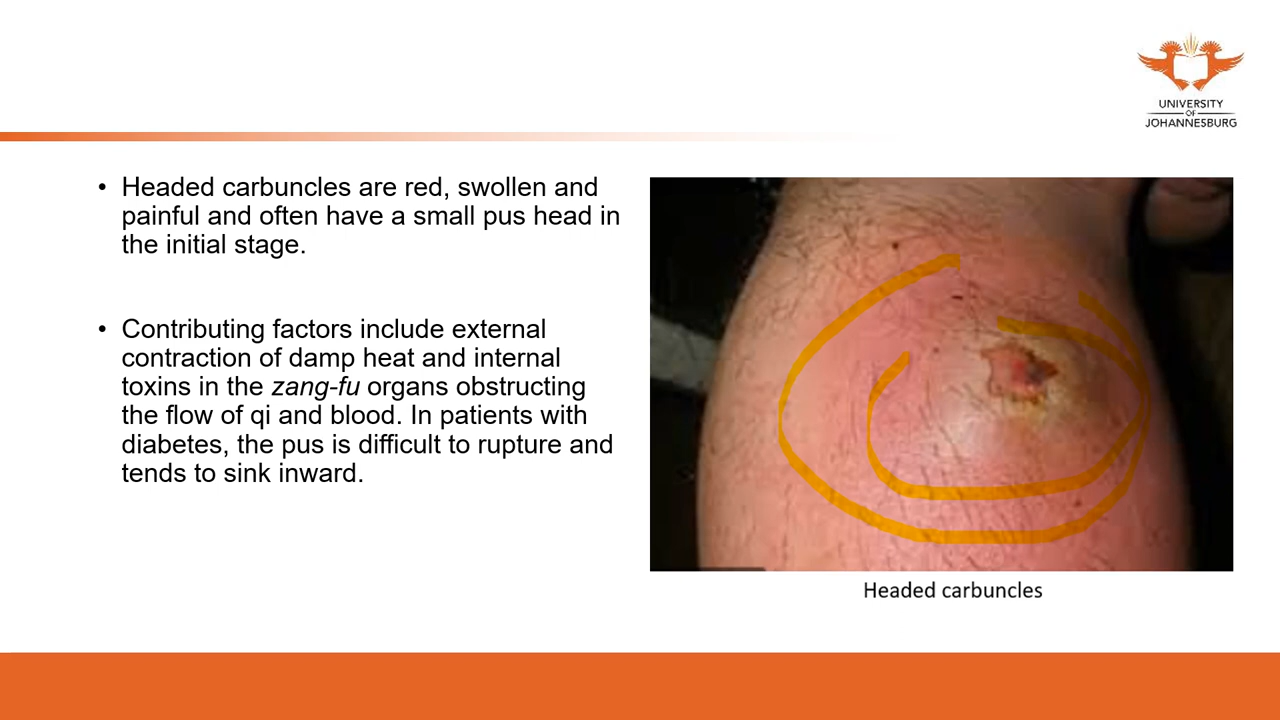 UNIVERSITY
OF
JOHANNESBURG
• Headed carbuncles are red, swollen and
painful and often have a small pus head in
the initial stage.
• Contributing factors include external
contraction of damp heat and internal
toxins in the zang-fu organs obstructing
the flow of qi and blood. In patients with
diabetes, the pus is difficult to rupture and
tends to sink inward.
Headed carbuncles